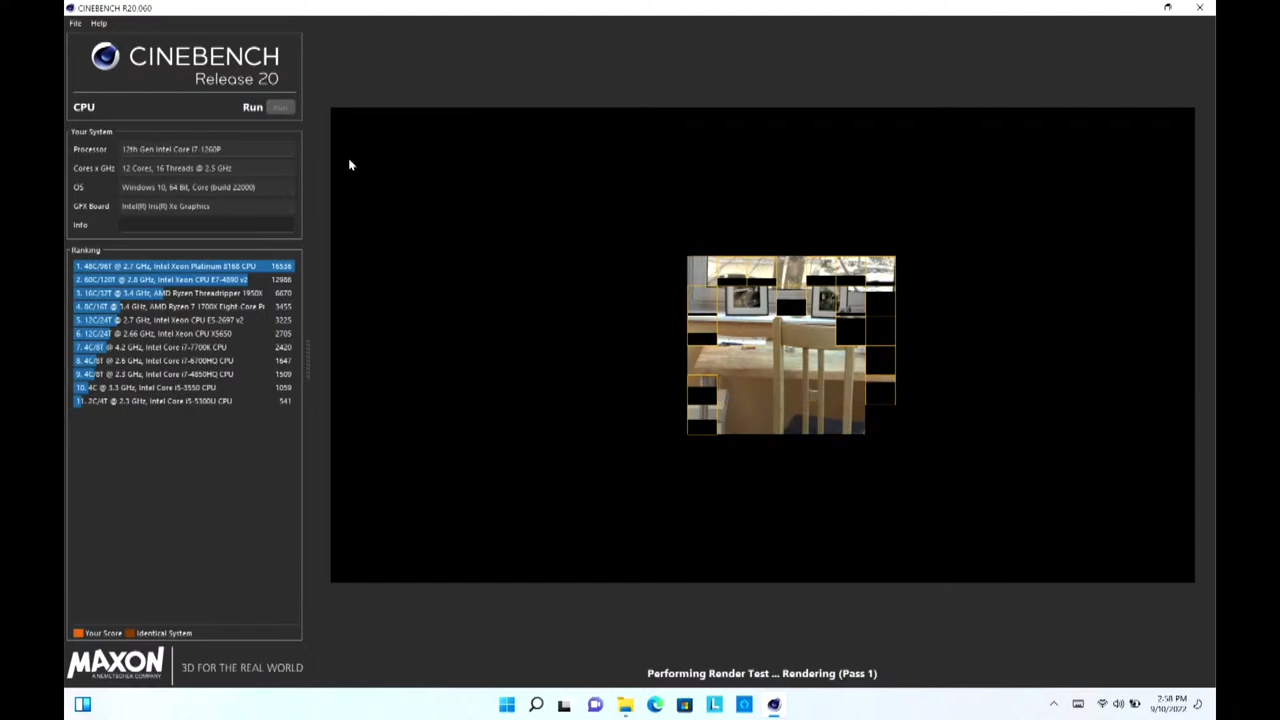 CINEBENCH R20.060
File Help
CINEBENCH
Release 20
CPU Run Run
Your System
Processor 12th Gen Intel Core i7-1260P
Cores x GHz 12 Cores, 16 Threads @ 2.5 GHz
OS Windows 10, 64 Bit, Core (build 22000)
GFX Board Intel(R) Iris(R) Xe Graphics
Info
Ranking
1. 48C/96T @ 2.7 GHz, Intel Xeon Platinum 8168 CPU 16536
2. 60C/120T @ 2.8 GHz, Intel Xeon CPU E7-4890 v2 12986
3. 16C/32T @ 3.4 GHz, AMD Ryzen Threadripper 1950X 6670
4. 8C/16T @ 3.4 GHz, AMD Ryzen 7 1700X Eight-Core Pr 3455
5. 12C/24T @ 2.7 GHz, Intel Xeon CPU E5-2697 v2 3225
6. 12C/24T @ 2.66 GHz, Intel Xeon CPU X5650 2705
7. 4C/8T @ 4.2 GHz, Intel Core i7-7700K CPU 2420
8. 4C/8T @ 2.6 GHz, Intel Core i7-6700HQ CPU 1647
9. 4C/8T @ 2.3 GHz, Intel Core i7-4850HQ CPU 1509
10. 4C @ 3.3 GHz, Intel Core i5-3550 CPU 1059
11. 2C/4T @ 2.3 GHz, Intel Core i5-5300U CPU 541
Your Score Identical System
MAXON
A NEMETSCHEK COMPANY
3D FOR THE REAL WORLD
Performing Render Test ... Rendering (Pass 1)
2:58 PM
9/10/2022